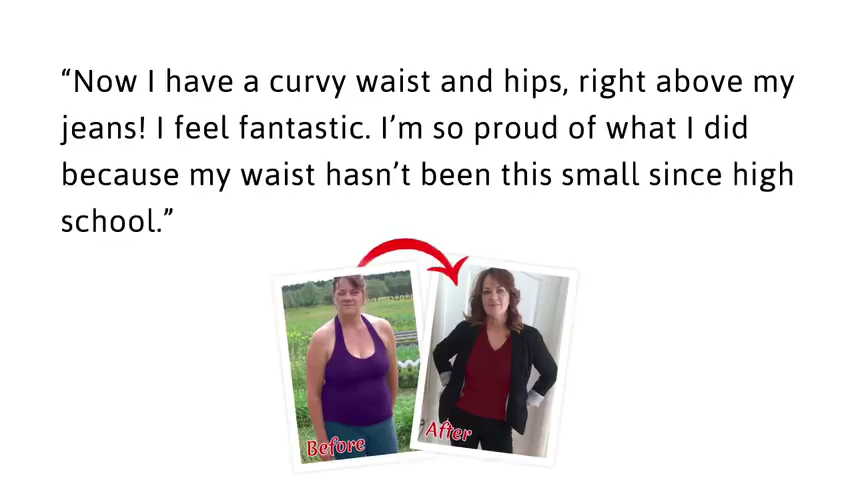 “Now I have a curvy waist and hips, right above my
jeans! I feel fantastic. I’m so proud of what I did
because my waist hasn’t been this small since high
school.”
Before
After